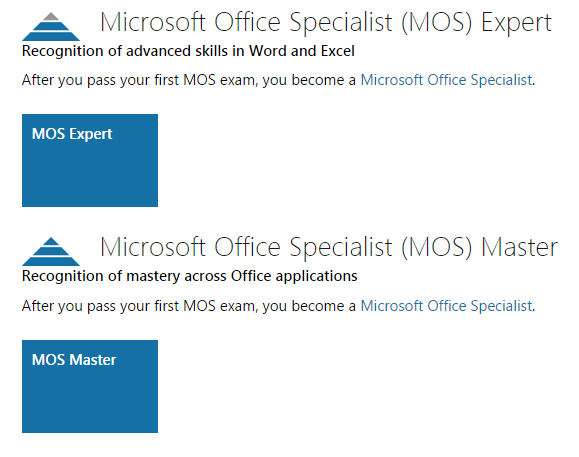 Microsoft Office Specialist (MOS) Expert
Recognition of advanced skills in Word and Excel
After you pass your first MOS exam, you become a Microsoft Office Specialist.
MOS Expert
Microsoft Office Specialist (MOS) Master
Recognition of mastery across Office applications
After you pass your first MOS exam, you become a Microsoft Office Specialist.
MOS Master